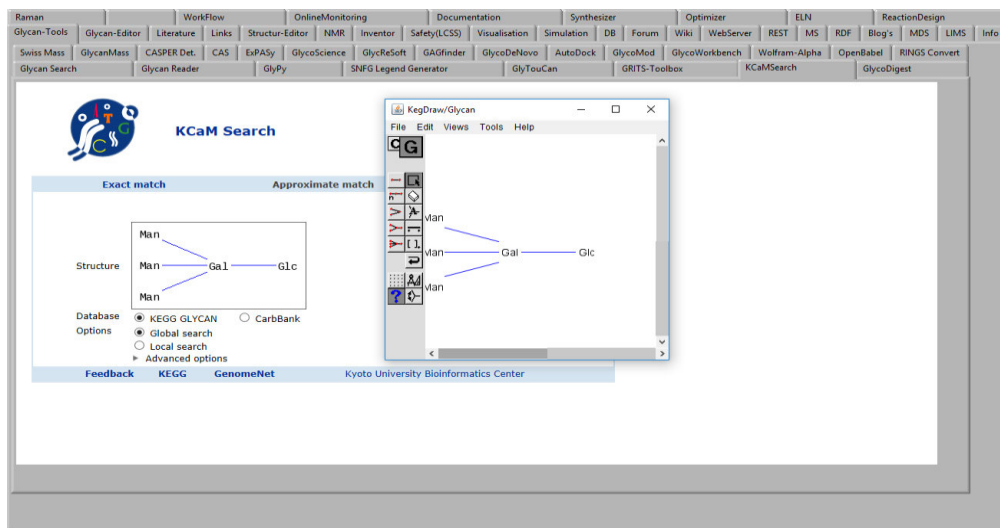 Raman WorkFlow OnlineMonitoring Documentation Synthesizer Optimizer ELN ReactionDesign
Glycan-Tools Glycan-Editor Literature Links Structur-Editor NMR Inventor Safety(LCSS) Visualisation Simulation DB Forum Wiki WebServer REST MS RDF Blog's MDS LIMS Info
Swiss Mass GlycanMass CASPER Det. CAS ExPASy GlycoScience GlycReSoft GAGfinder GlycoDeNovo AutoDock GlycoMod GlycoWorkbench Wolfram-Alpha OpenBabel RINGS Convert
Glycan Search Glycan Reader GlyPy SNFG Legend Generator GlyTouCan GRITS-Toolbox KCaMSearch GlycoDigest
KCaM Search
Exact match Approximate match
Structure
Man
Man Gal Glc
Man
Database KEGG GLYCAN CarbBank
Options Global search
Local search
Advanced options
Feedback KEGG GenomeNet Kyoto University Bioinformatics Center
KegDraw/Glycan
File Edit Views Tools Help
C G
Man
Man Gal Glc
Man